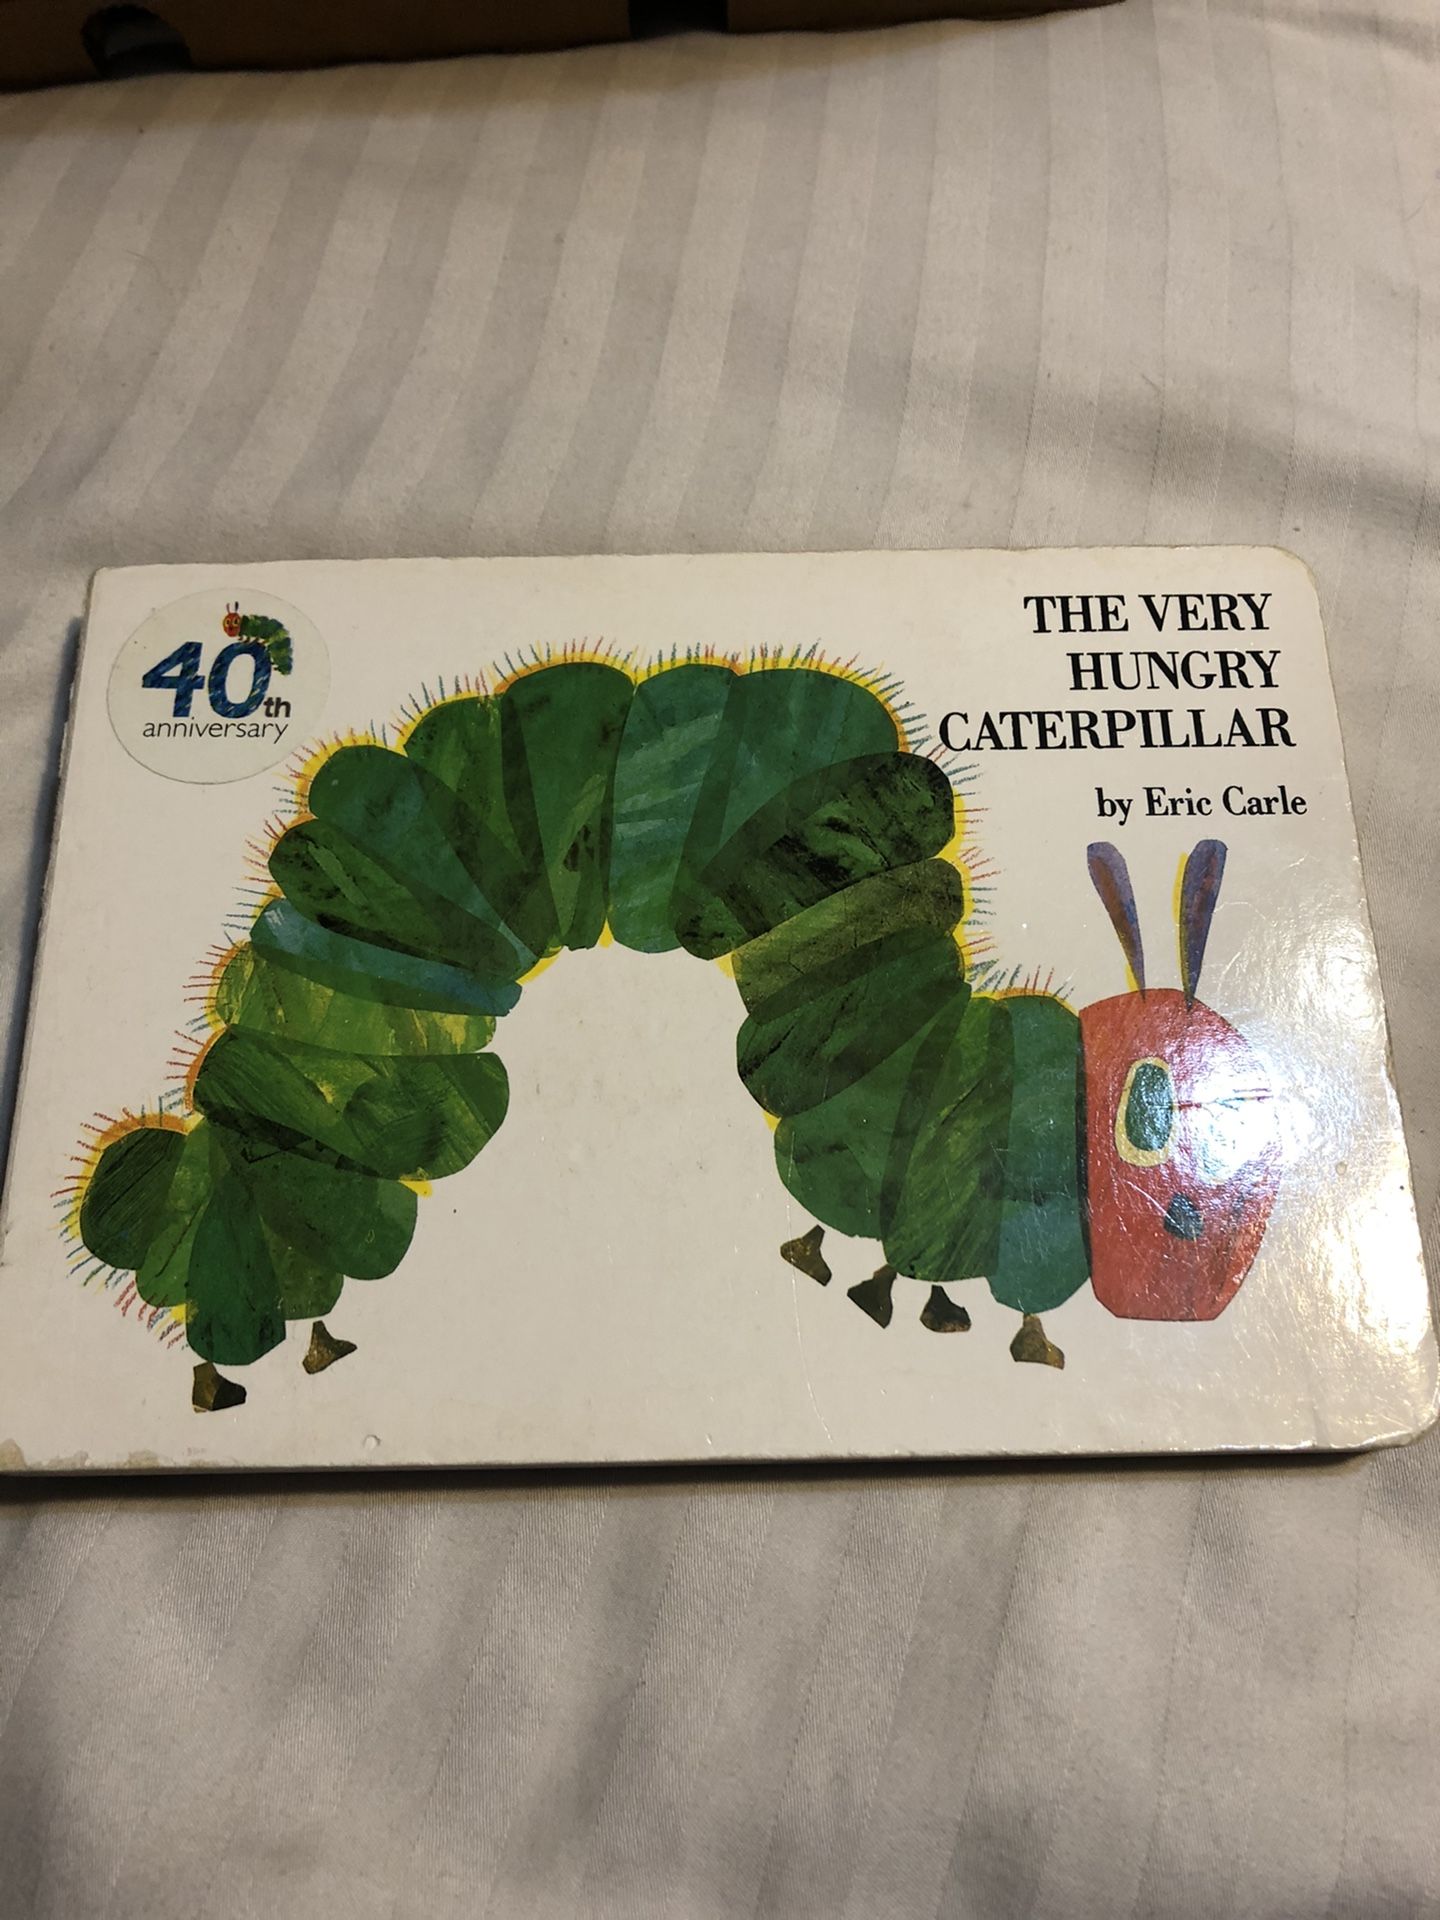 40th
anniversary
THE VERY
HUNGRY
CATERPILLAR
by Eric Carle